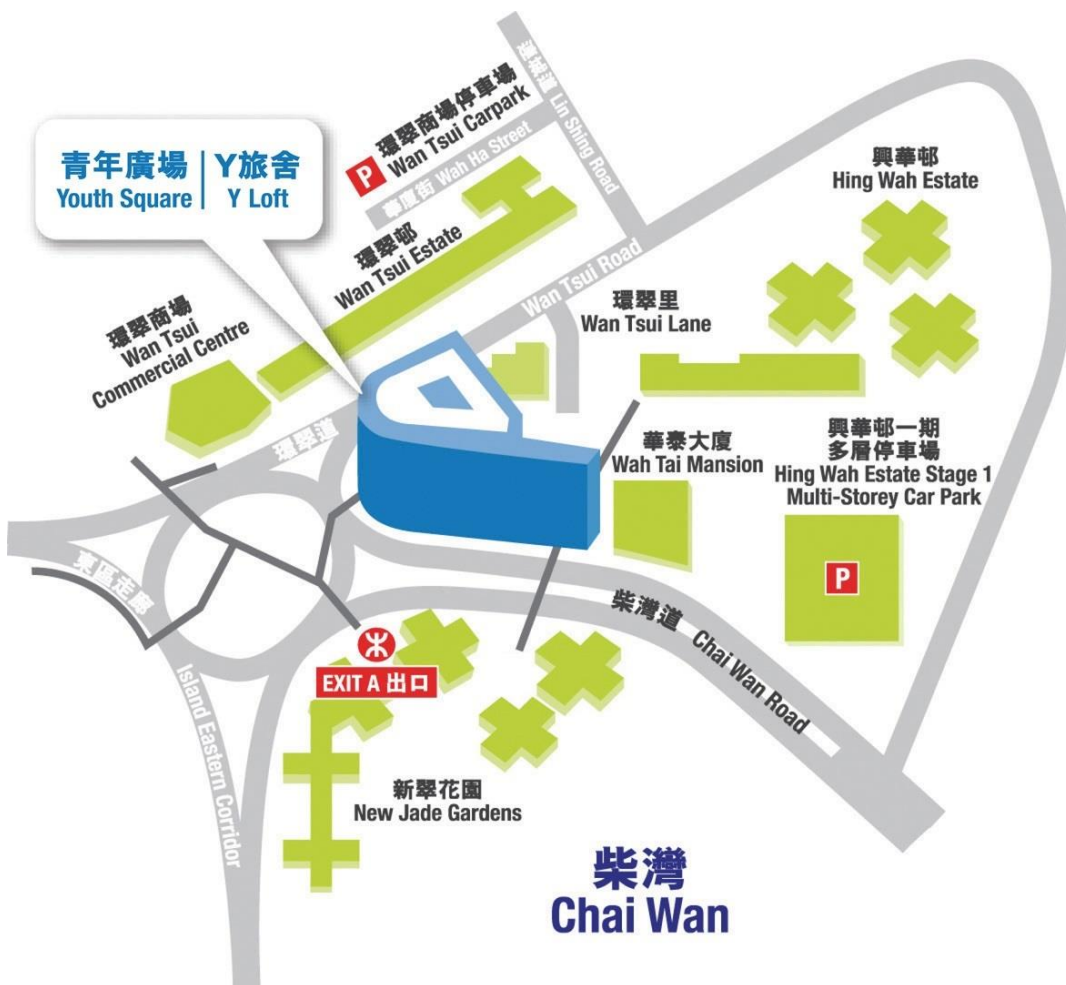 連城道 Lin Shing Road
環翠商場停車場
P Wan Tsui Carpark
華廈街 Wah Ha Street
青年廣場 | Y旅舍
Youth Square | Y Loft
環翠邨
Wan Tsui Estate
興華邨
Hing Wah Estate
Wan Tsui Road
環翠里
Wan Tsui Lane
環翠商場
Wan Tsui
Commercial Centre
環翠道
華泰大廈
Wah Tai Mansion
興華邨一期
多層停車場
Hing Wah Estate Stage 1
Multi-Storey Car Park
P
東區走廊
Island Eastern Corridor
柴灣道 Chai Wan Road
EXIT A 出口
新翠花園
New Jade Gardens
柴灣
Chai Wan